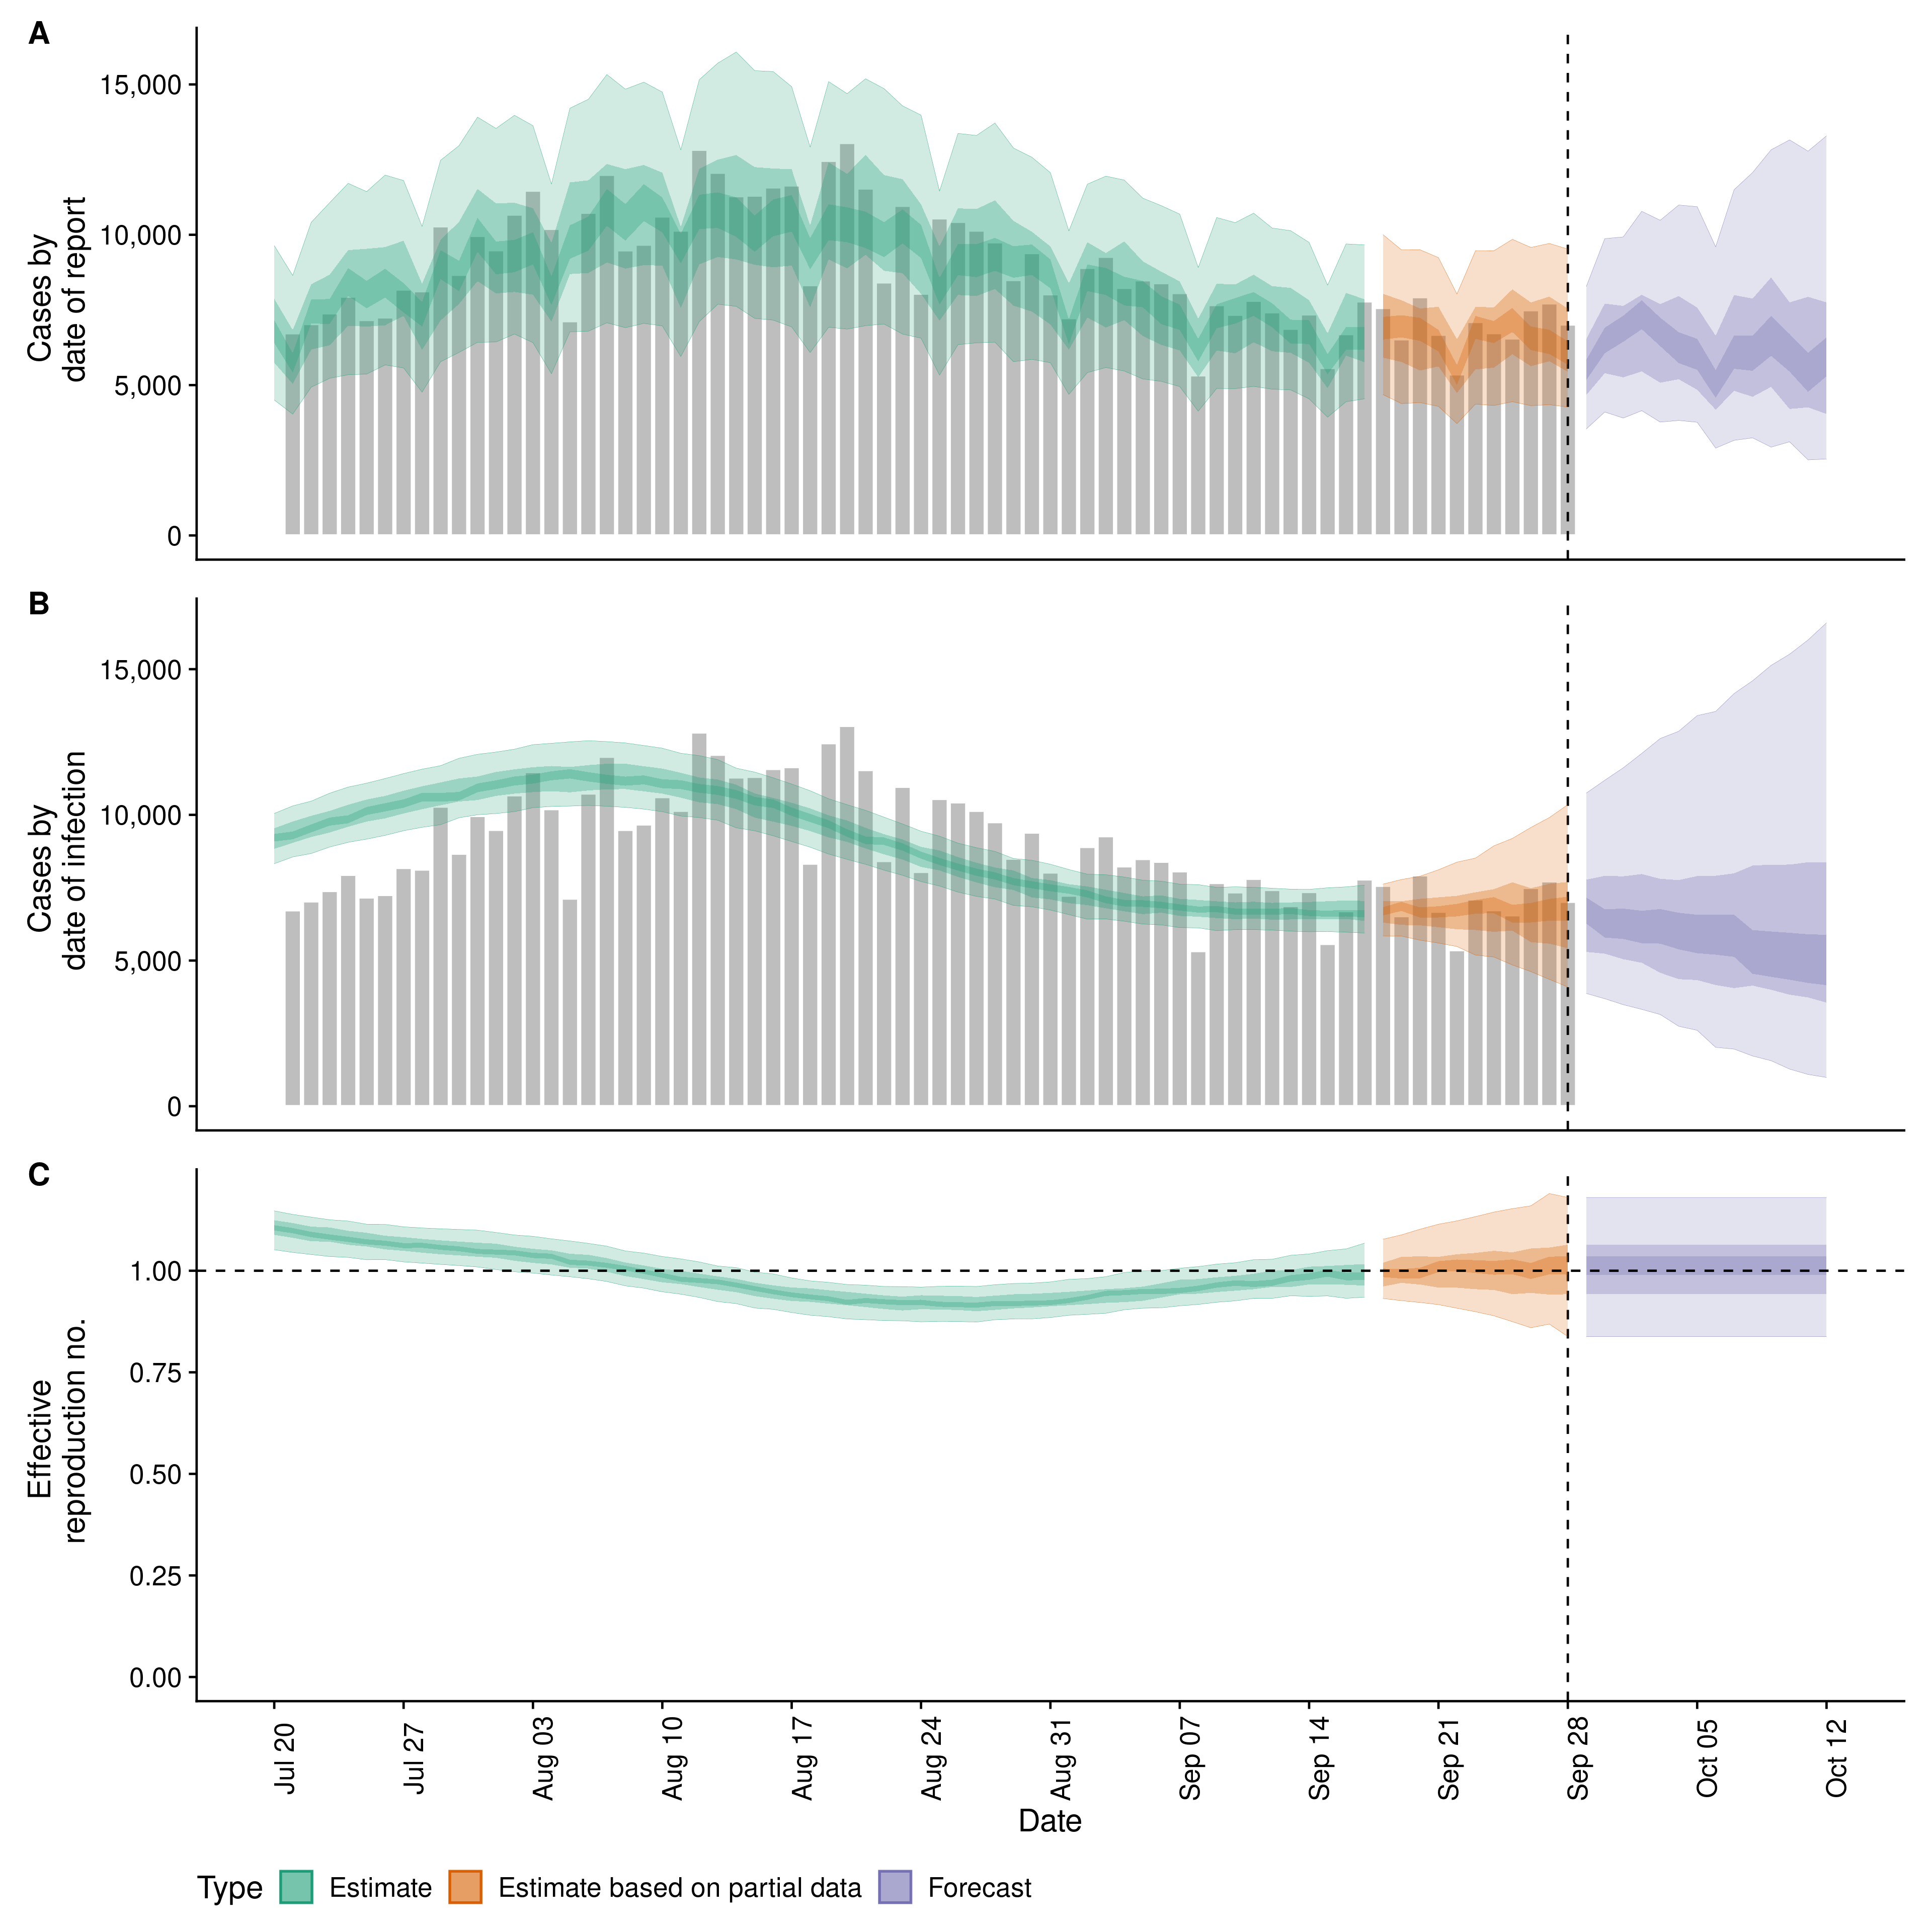 A
Cases by
date of report
15,000
10,000
5,000
0
B
Cases by
date of infection
15,000
10,000
5,000
0
C
Effective
reproduction no.
1.00
0.75
0.50
0.25
0.00
Jul 20
Jul 27
Aug 03
Aug 10
Aug 17
Aug 24
Aug 31
Sep 07
Sep 14
Sep 21
Sep 28
Oct 05
Oct 12
Date
Type Estimate Estimate based on partial data Forecast